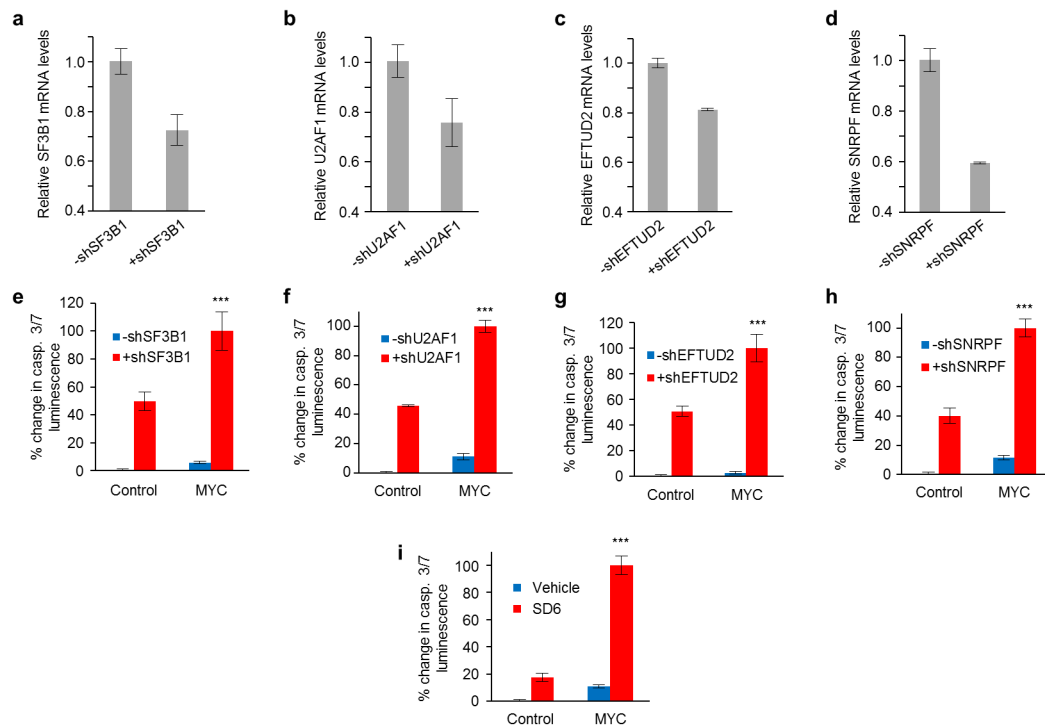 a
Relative SF3B1 mRNA levels
1.0
0.8
0.6
0.4
-shSF3B1
+shSF3B1
b
Relative U2AF1 mRNA levels
1.0
0.8
0.6
0.4
-shU2AF1
+shU2AF1
c
Relative EFTUD2 mRNA levels
1.0
0.8
0.6
0.4
-shEFTUD2
+shEFTUD2
d
Relative SNRPF mRNA levels
1.0
0.8
0.6
0.4
-shSNRPF
+shSNRPF
e
% change in casp. 3/7
luminescence
120
100
80
60
40
20
0
-shSF3B1
+shSF3B1
***
Control
MYC
f
% change in casp. 3/7
luminescence
100
80
60
40
20
0
-shU2AF1
+shU2AF1
***
Control
MYC
g
% change in casp. 3/7
luminescence
120
100
80
60
40
20
0
-shEFTUD2
+shEFTUD2
***
Control
MYC
h
% change in casp. 3/7
luminescence
100
80
60
40
20
0
-shSNRPF
+shSNRPF
***
Control
MYC
i
% change in casp. 3/7
luminescence
100
80
60
40
20
0
Vehicle
SD6
***
Control
MYC